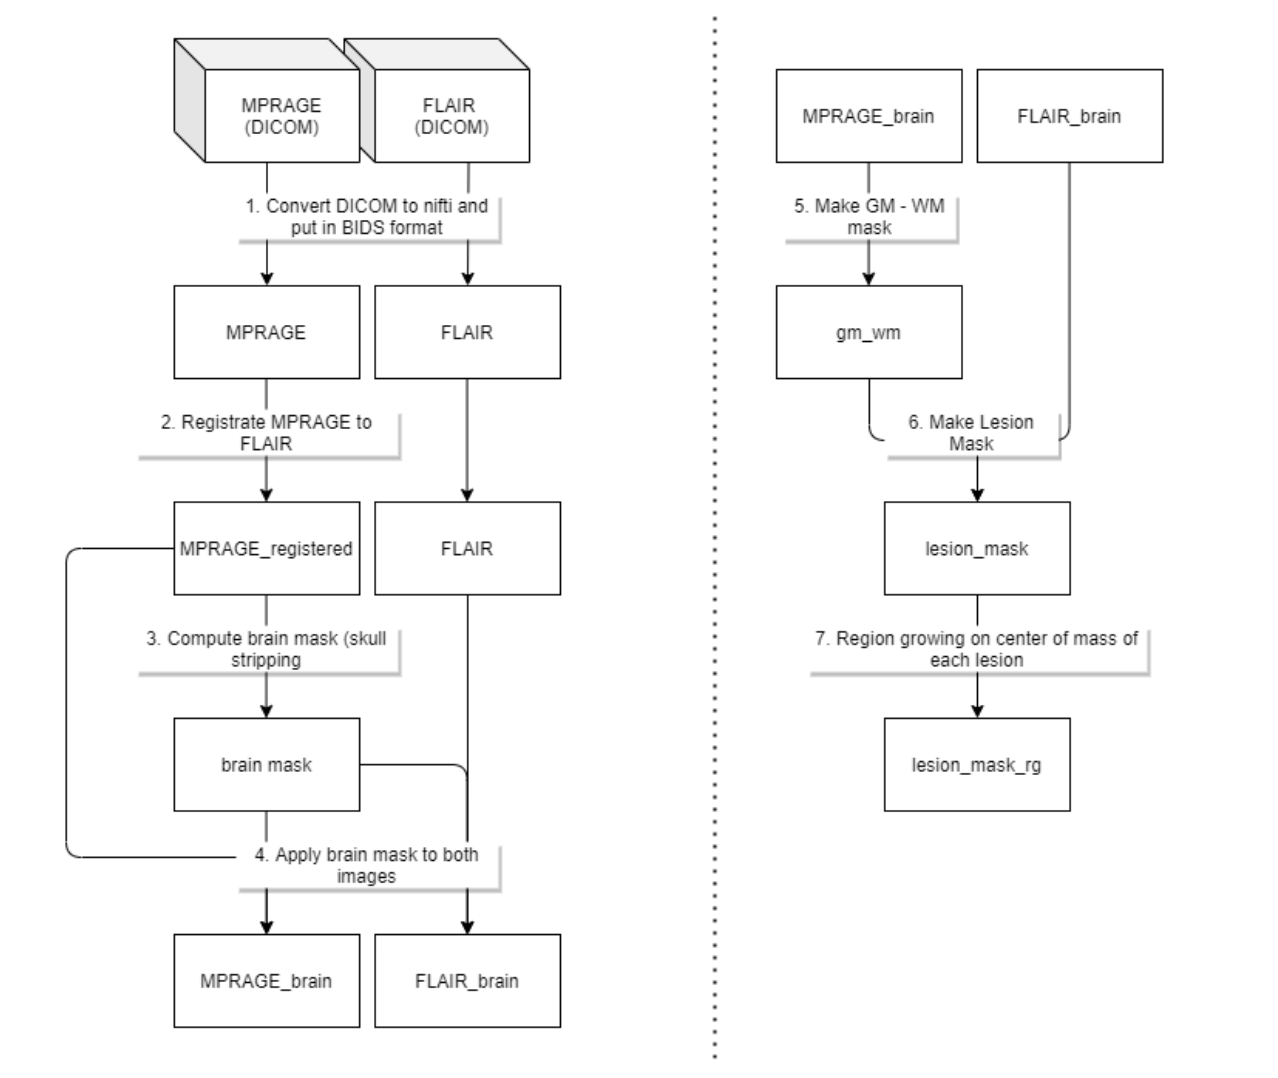 MPRAGE
(DICOM)
FLAIR
(DICOM)
1. Convert DICOM to nifti and
put in BIDS format
MPRAGE
FLAIR
2. Registrate MPRAGE to
FLAIR
MPRAGE_registered
FLAIR
3. Compute brain mask (skull
stripping
brain mask
4. Apply brain mask to both
images
MPRAGE_brain
FLAIR_brain
MPRAGE_brain
FLAIR_brain
5. Make GM - WM
mask
gm_wm
6. Make Lesion
Mask
lesion_mask
7. Region growing on center of mass of
each lesion
lesion_mask_rg